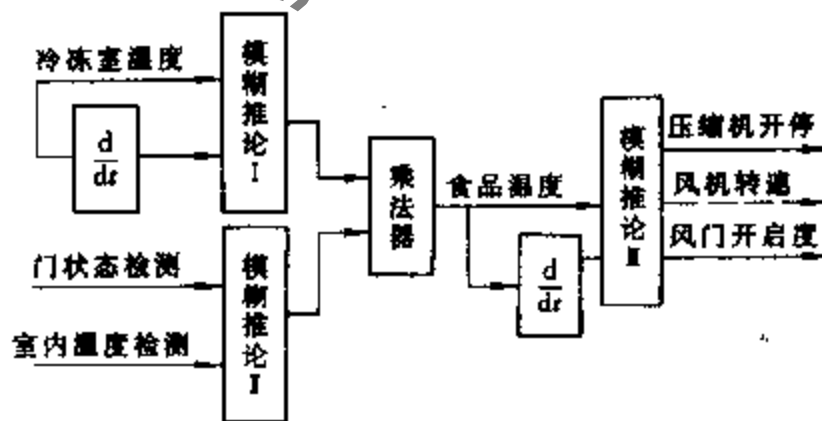 冷冻室温度
d
dt
模糊推论Ⅰ
门状态检测
室内温度检测
模糊推论Ⅱ
乘法器
食品温度
d
dt
模糊推论Ⅲ
压缩机开停
风机转速
风门开启度